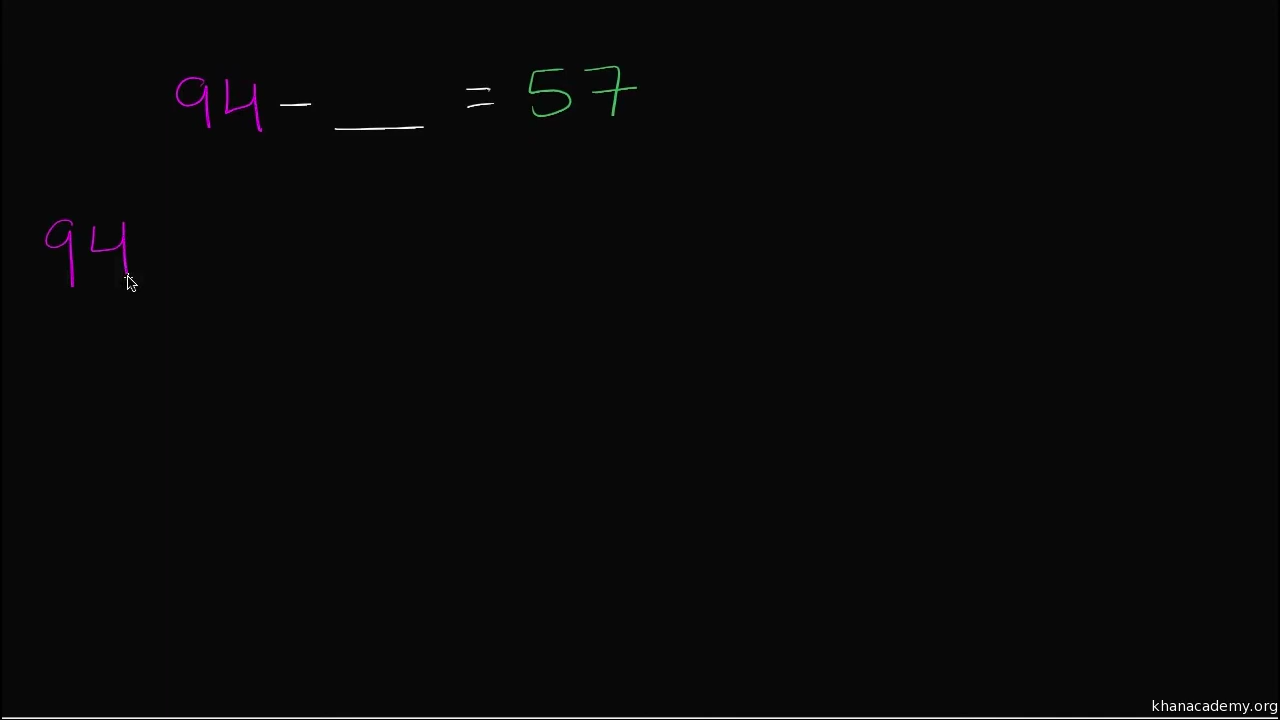 94 - ___ = 57
94
khanacademy.org